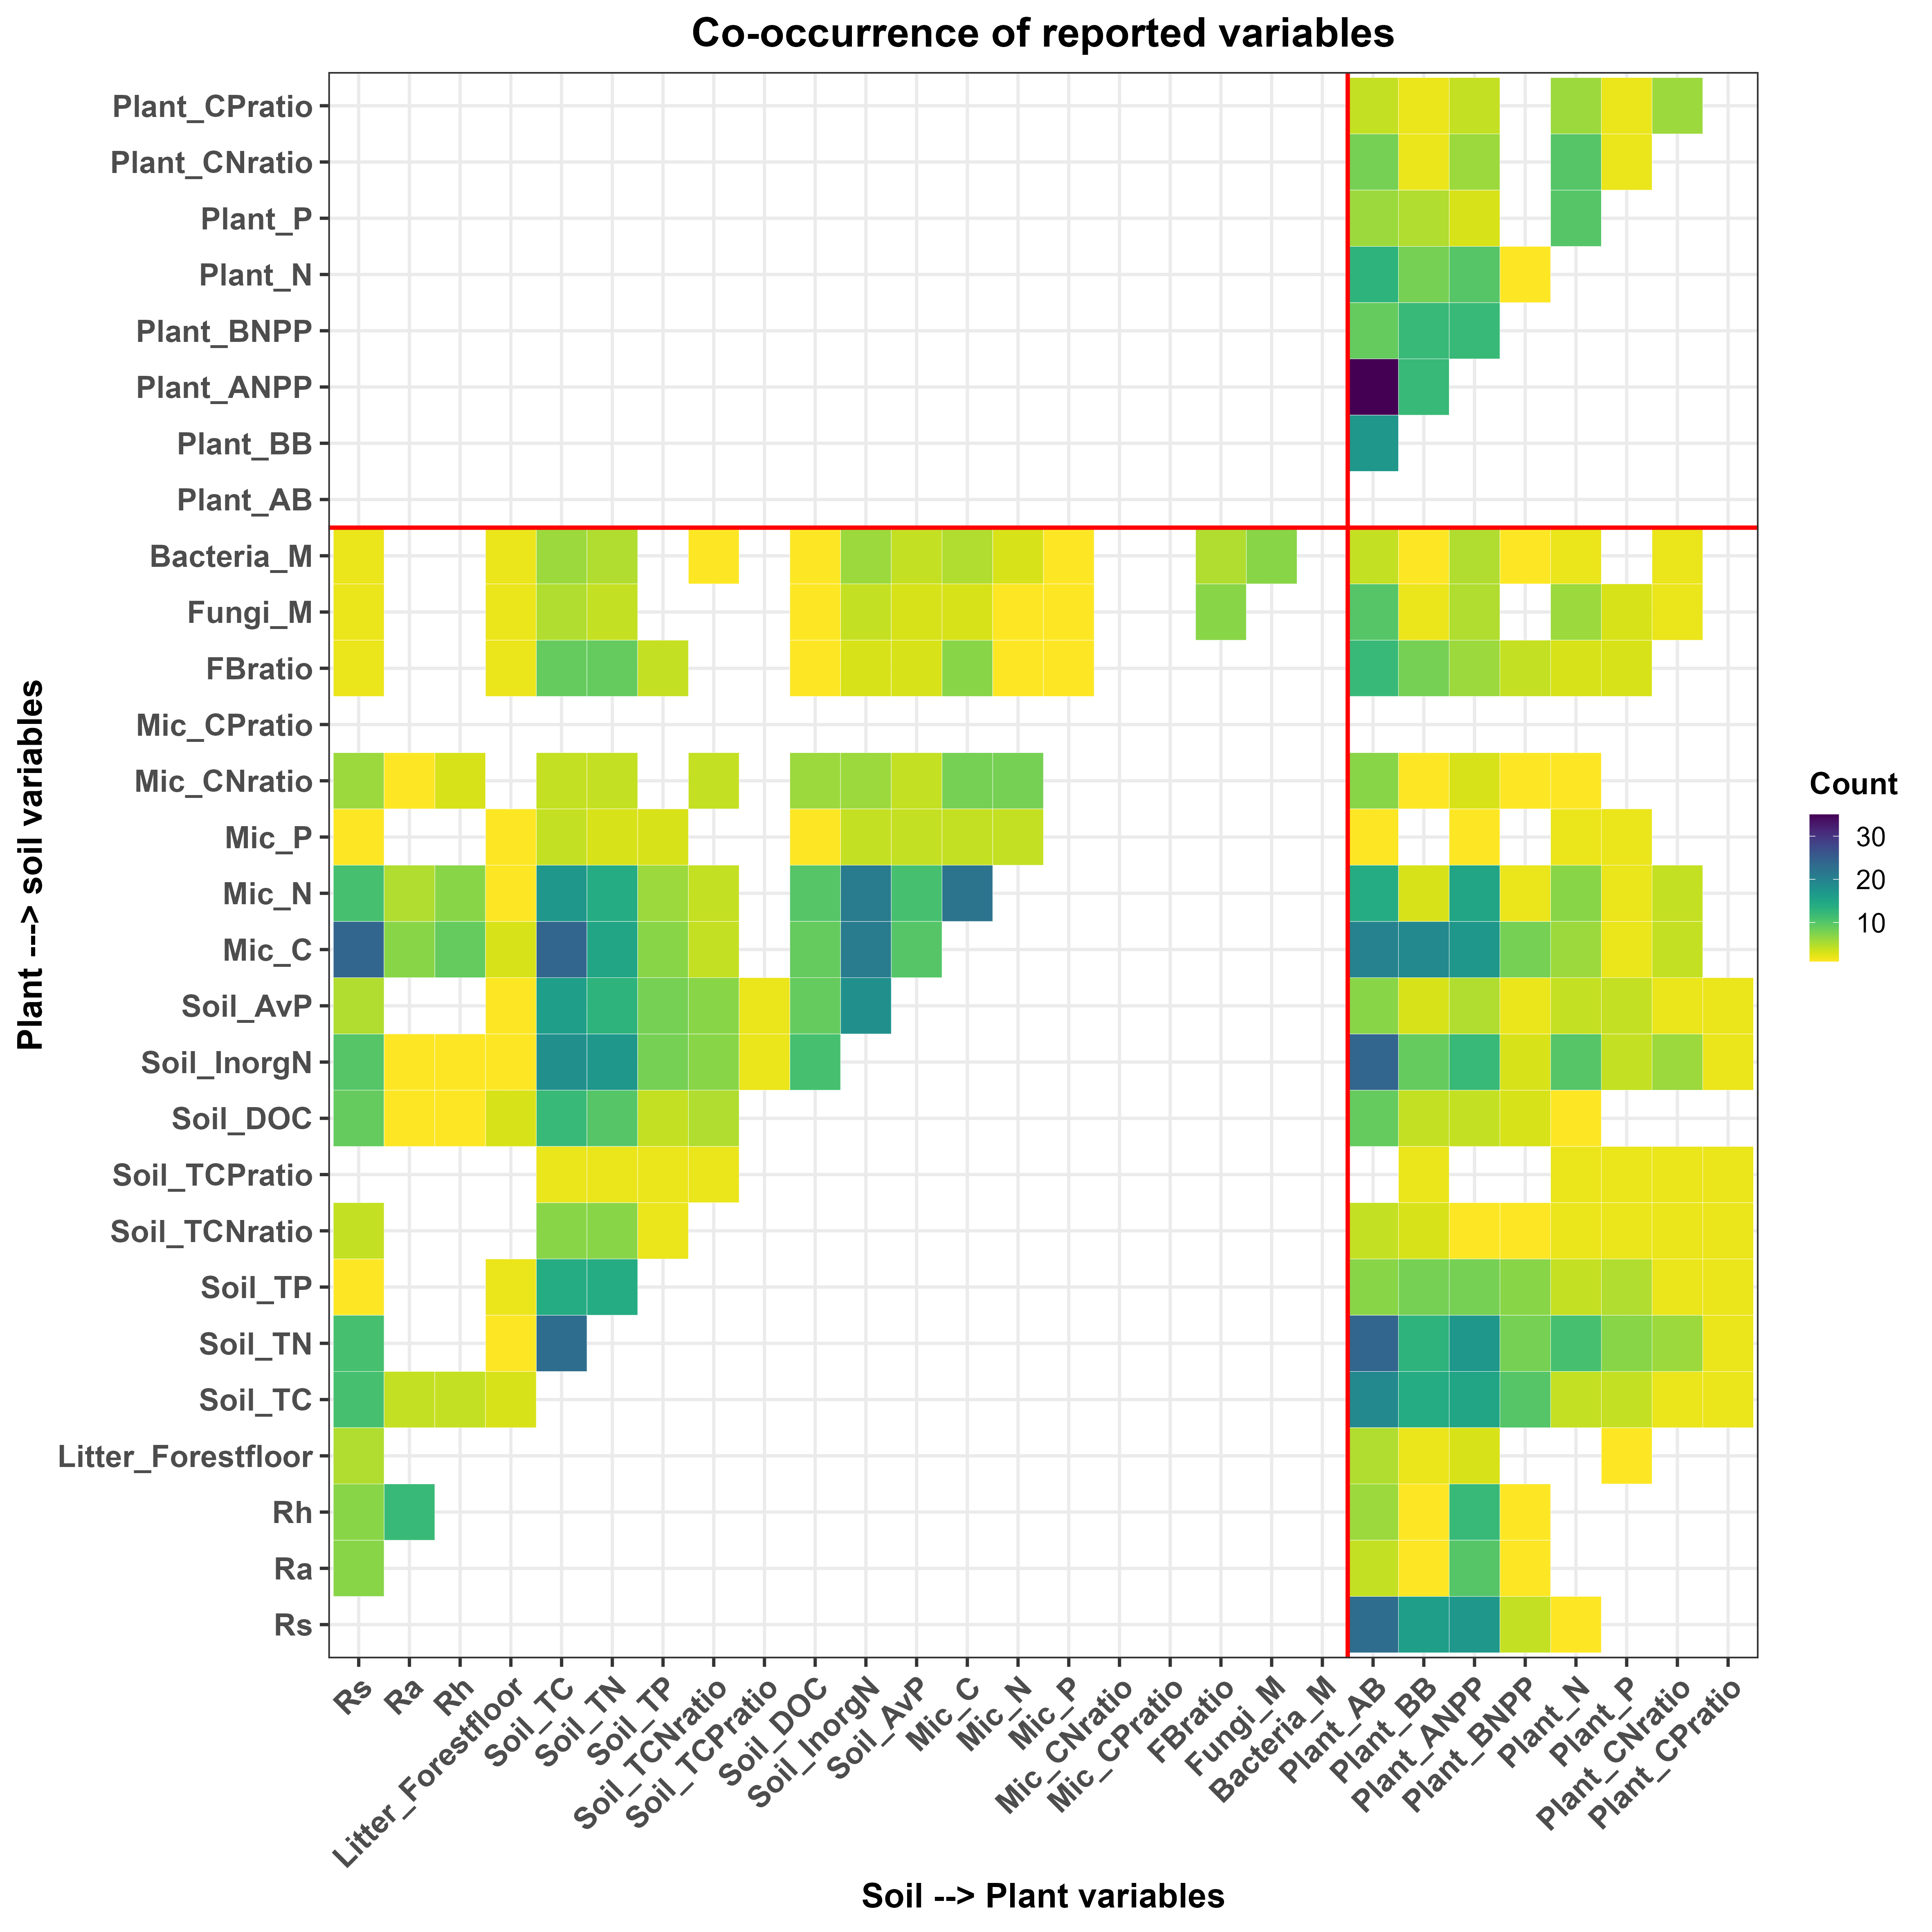 Co-occurrence of reported variables
Plant_CPratio
Plant_CNratio
Plant_P
Plant_N
Plant_BNPP
Plant_ANPP
Plant_BB
Plant_AB
Bacteria_M
Fungi_M
FBratio
Mic_CPratio
Mic_CNratio
Mic_P
Mic_N
Mic_C
Soil_AvP
Soil_InorgN
Soil_DOC
Soil_TCPratio
Soil_TCNratio
Soil_TP
Soil_TN
Soil_TC
Litter_Forestfloor
Rh
Ra
Rs
Plant ---> soil variables
Count
30
20
10
Rs
Ra
Rh
Litter_Forestfloor
Soil_TC
Soil_TN
Soil_TP
Soil_TCNratio
Soil_TCPratio
Soil_DOC
Soil_InorgN
Soil_AvP
Mic_C
Mic_N
Mic_P
Mic_CNratio
Mic_CPratio
FBratio
Fungi_M
Bacteria_M
Plant_AB
Plant_BB
Plant_ANPP
Plant_BNPP
Plant_N
Plant_P
Plant_CNratio
Plant_CPratio
Soil --> Plant variables